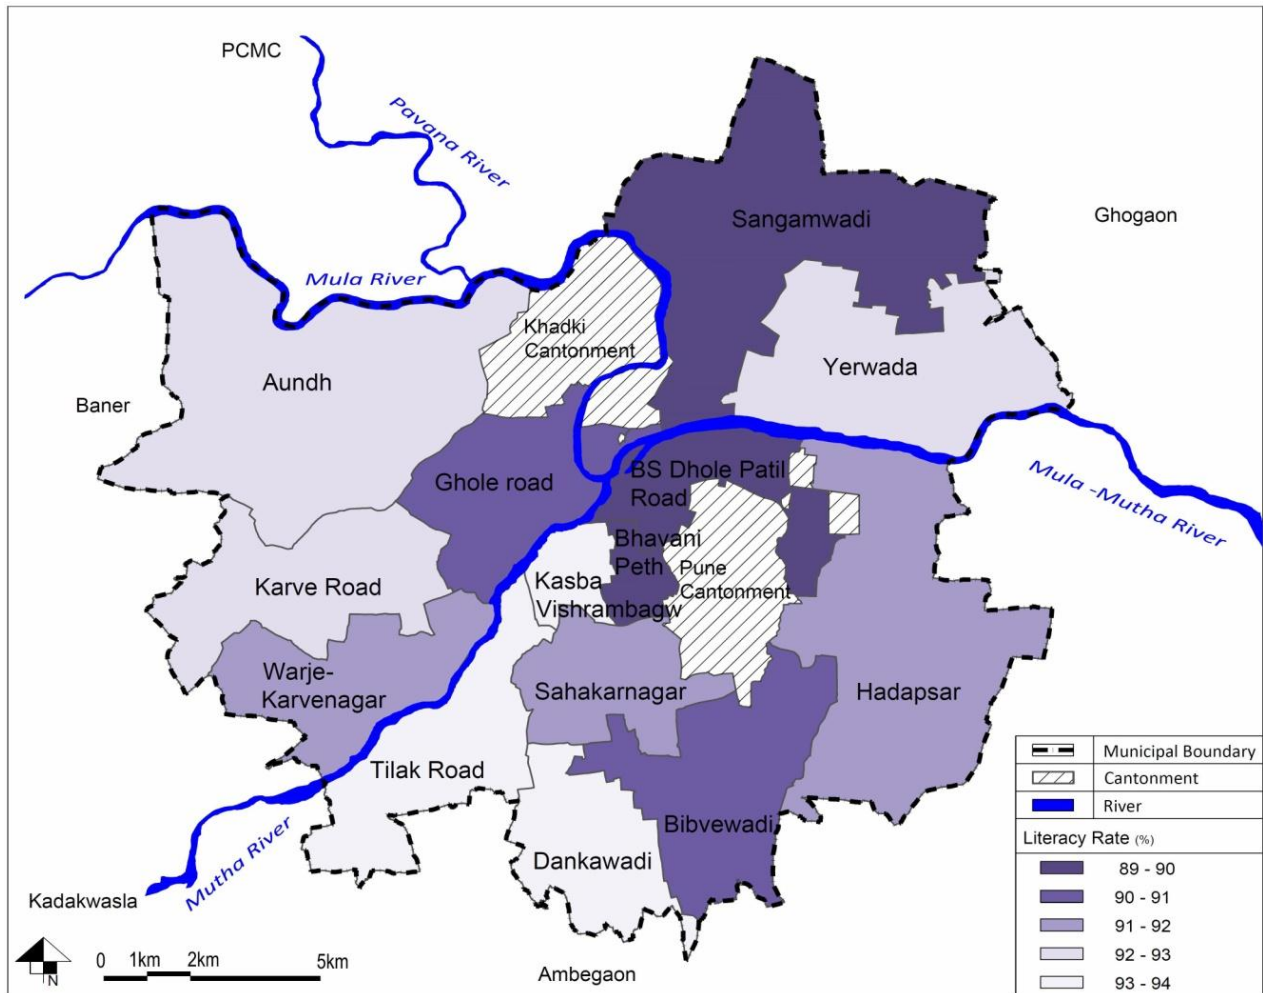 PCMC
Pavana River
Sangamwadi
Ghogaon
Mula River
Khadki
Cantonment
Yerwada
Aundh
Baner
Ghole road
BS Dhole Patil
Road
Mula -Mutha River
Bhavani
Peth
Pune
Cantonment
Karve Road
Kasba
Vishrambagw
Warje-
Karvenagar
Sahakarnagar
Hadapsar
Tilak Road
Bibvewadi
Dankawadi
Mutha River
Kadakwasla
Ambegaon
N
0 1km 2km 5km
Municipal Boundary
Cantonment
River
Literacy Rate (%)
89 - 90
90 - 91
91 - 92
92 - 93
93 - 94